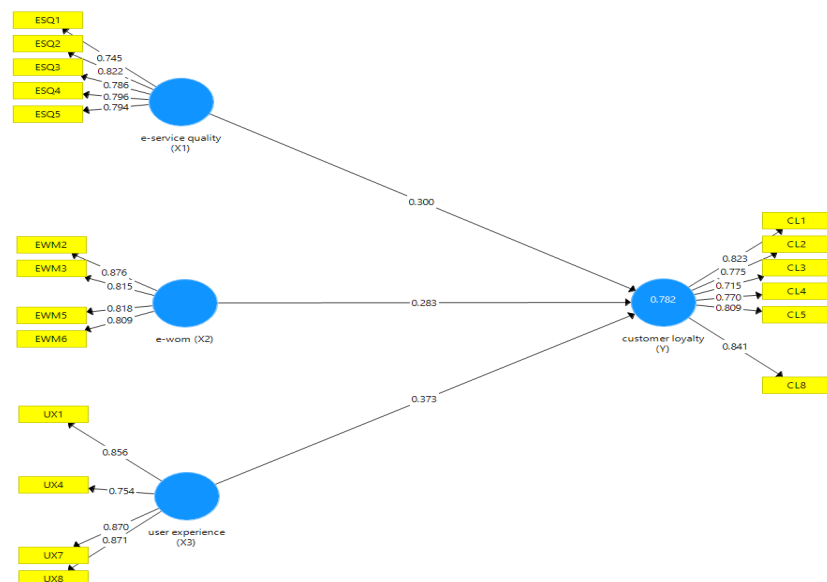 ESQ1
ESQ2
ESQ3
ESQ4
ESQ5
0.745
0.822
0.786
0.796
0.794
e-service quality
(X1)
0.300
EWM2
EWM3
EWM5
EWM6
0.876
0.815
0.818
0.809
e-wom (X2)
0.283
UX1
UX4
UX7
UX8
0.856
0.754
0.870
0.871
user experience
(X3)
0.373
0.782
customer loyalty
(Y)
0.823
0.775
0.715
0.770
0.809
0.841
CL1
CL2
CL3
CL4
CL5
CL8